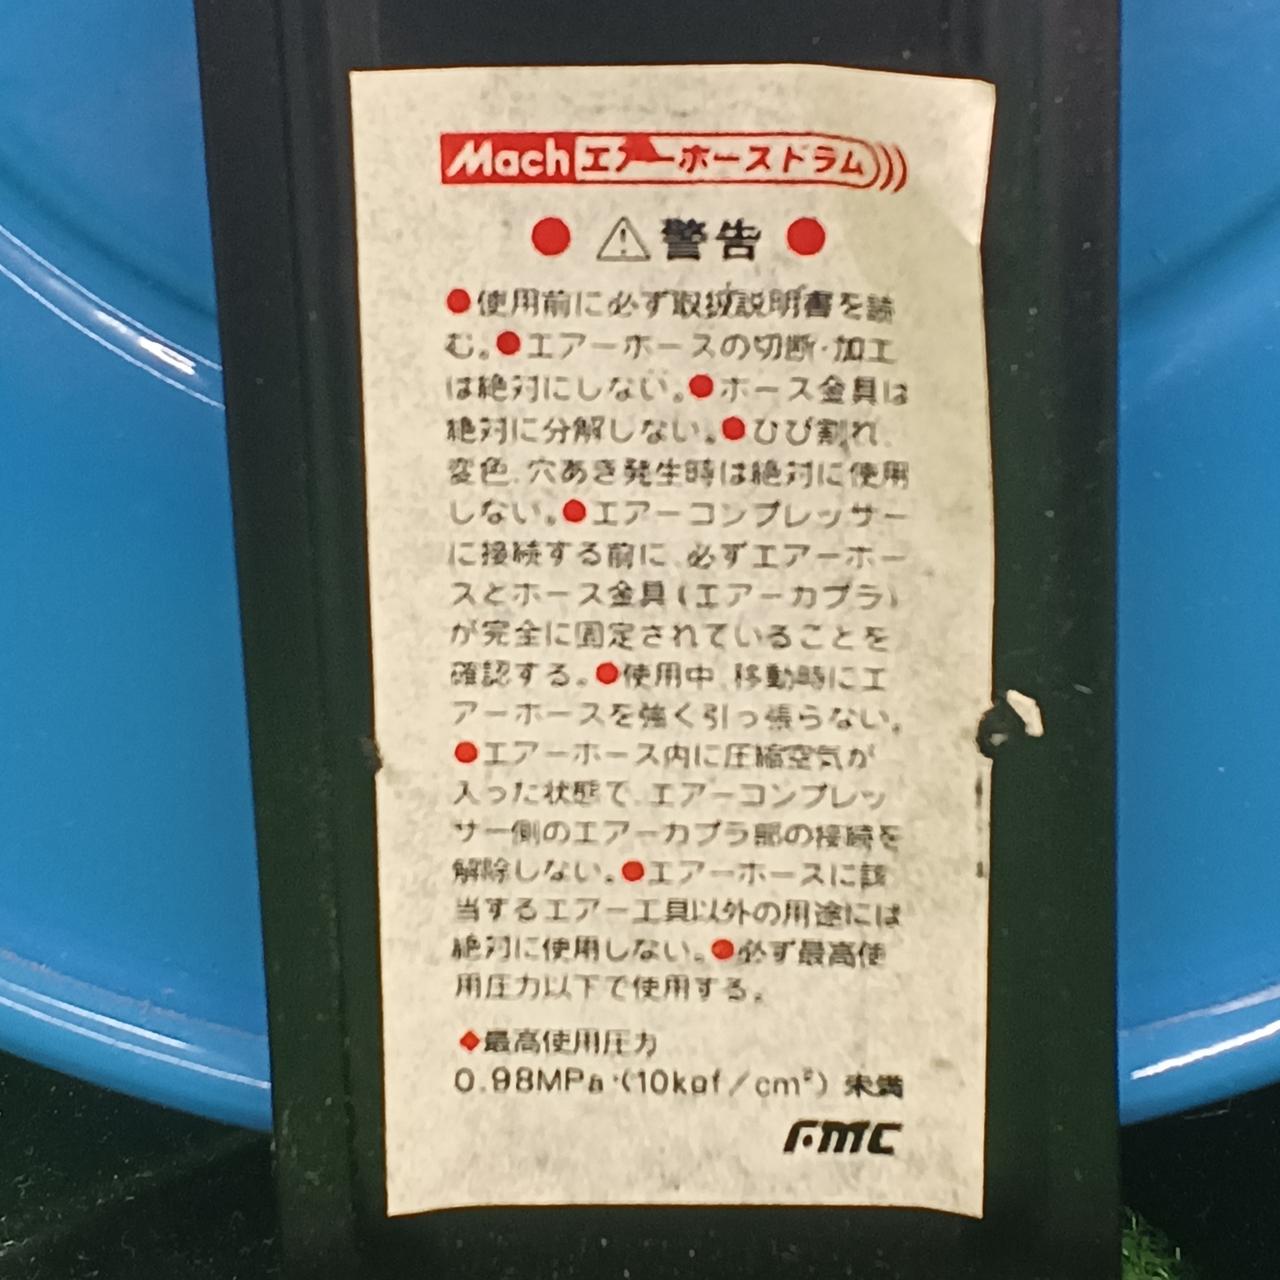 Mach エアーホースドラム
警告
●使用前に必ず取扱説明書を読
む。●エアーホースの切断・加工
は絶対にしない。●ホース金具は
絶対に分解しない。●ひび割れ、
変色、穴あき発生時は絶対に使用
しない。●エアーコンプレッサー
に接続する前に、必ずエアーホー
スとホース金具(エアーカプラ)
が完全に固定されていることを
確認する。●使用中、移動時にエ
アーホースを強く引っ張らない。
●エアーホース内に圧縮空気が
入った状態で、エアーコンプレッ
サー側のエアーカプラ部の接続を
解除しない。●エアーホースに該
当するエアー工具以外の用途には
絶対に使用しない。●必ず最高使
用圧力以下で使用する。
◆最高使用圧力
0.98MPa・(10kgf/cm²)未満
FMC